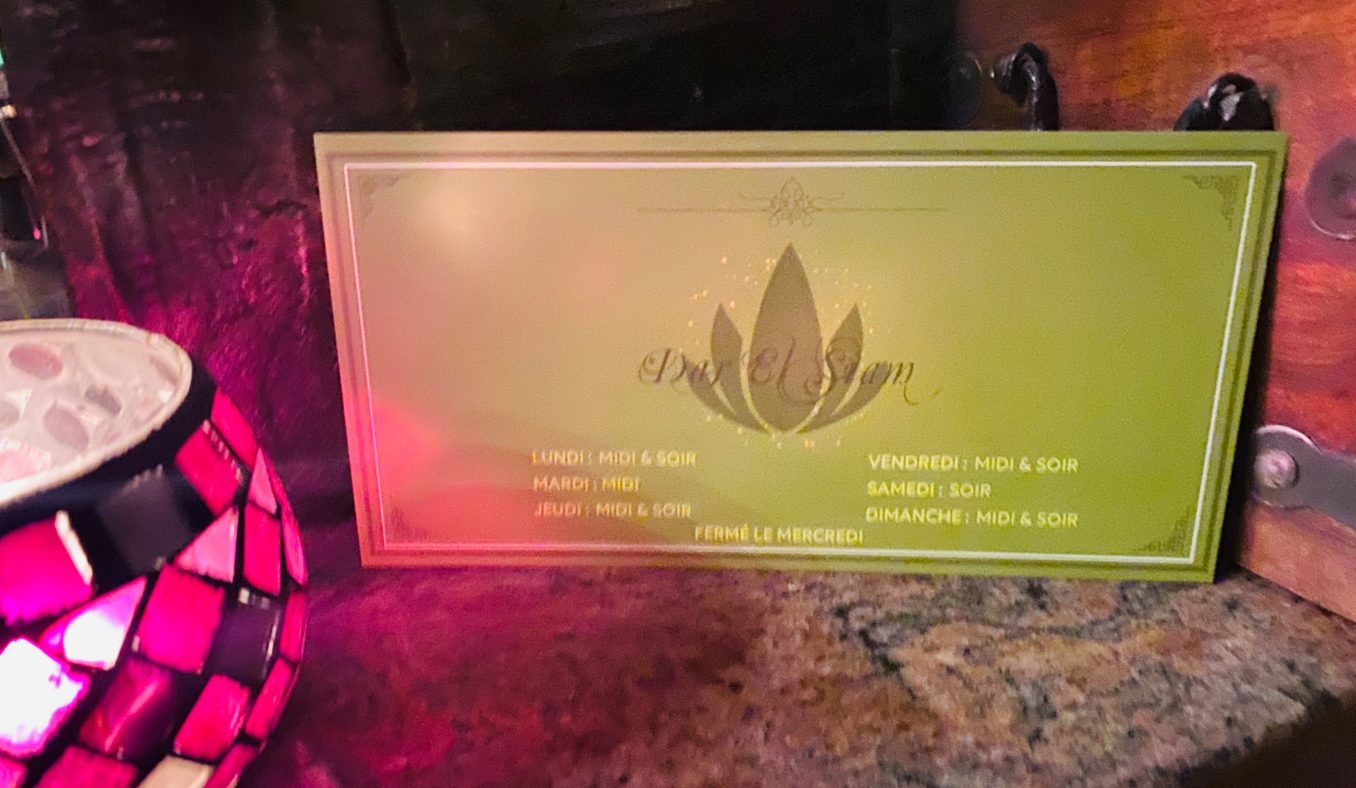 Dar El Siam
LUNDI : MIDI & SOIR
MARDI : MIDI
JEUDI : MIDI & SOIR
VENDREDI : MIDI & SOIR
SAMEDI : SOIR
DIMANCHE : MIDI & SOIR
FERMÉ LE MERCREDI